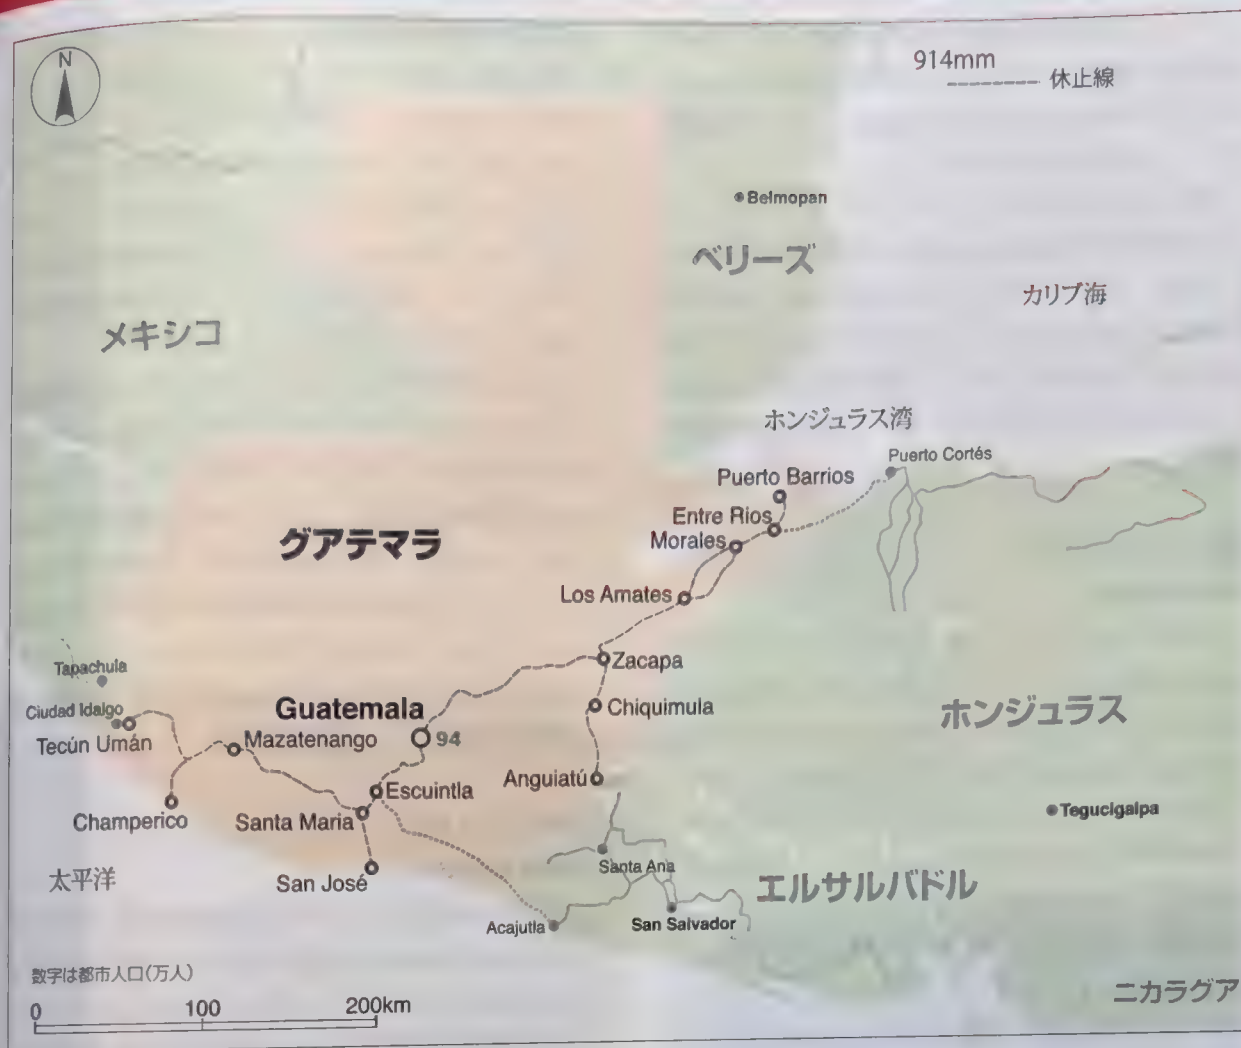 N
914mm
休止線
Belmopan
ベリーズ
カリブ海
メキシコ
ホンジュラス湾
Puerto Cortés
Puerto Barrios
Entre Rios
Morales
グアテマラ
Los Amates
Zacapa
Tapachula
Chiquimula
Guatemala
94
Ciudad Idalgo
Tecún Umán
Mazatenango
ホンジュラス
Anguiatú
Escuintla
Champerico
Santa Maria
Tegucigalpa
Santa Ana
太平洋
San José
エルサルバドル
Acajutla
San Salvador
数字は都市人口(万人)
ニカラグア
0 100 200km